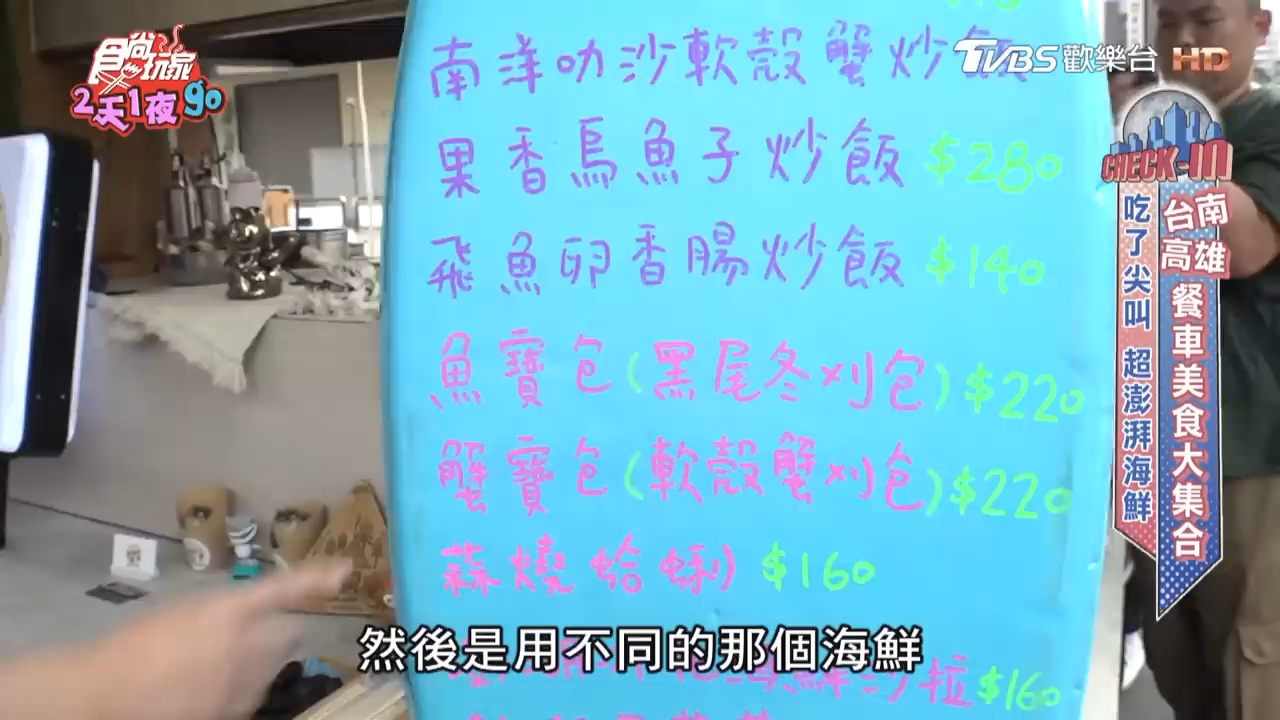 食尚玩家
2天1夜go
TVBS歡樂台 HD
CHECK-IN
台南
高雄
餐車美食大集合
吃了尖叫 超澎湃海鮮
南洋叻沙軟殼蟹炒飯
果香烏魚子炒飯 $280
飛魚卵香腸炒飯 $140
魚寶包(黑尾冬刈包) $220
蟹寶包(軟殼蟹刈包) $220
蒜燒蛤蜊 $160
海鮮沙拉 $160
然後是用不同的那個海鮮